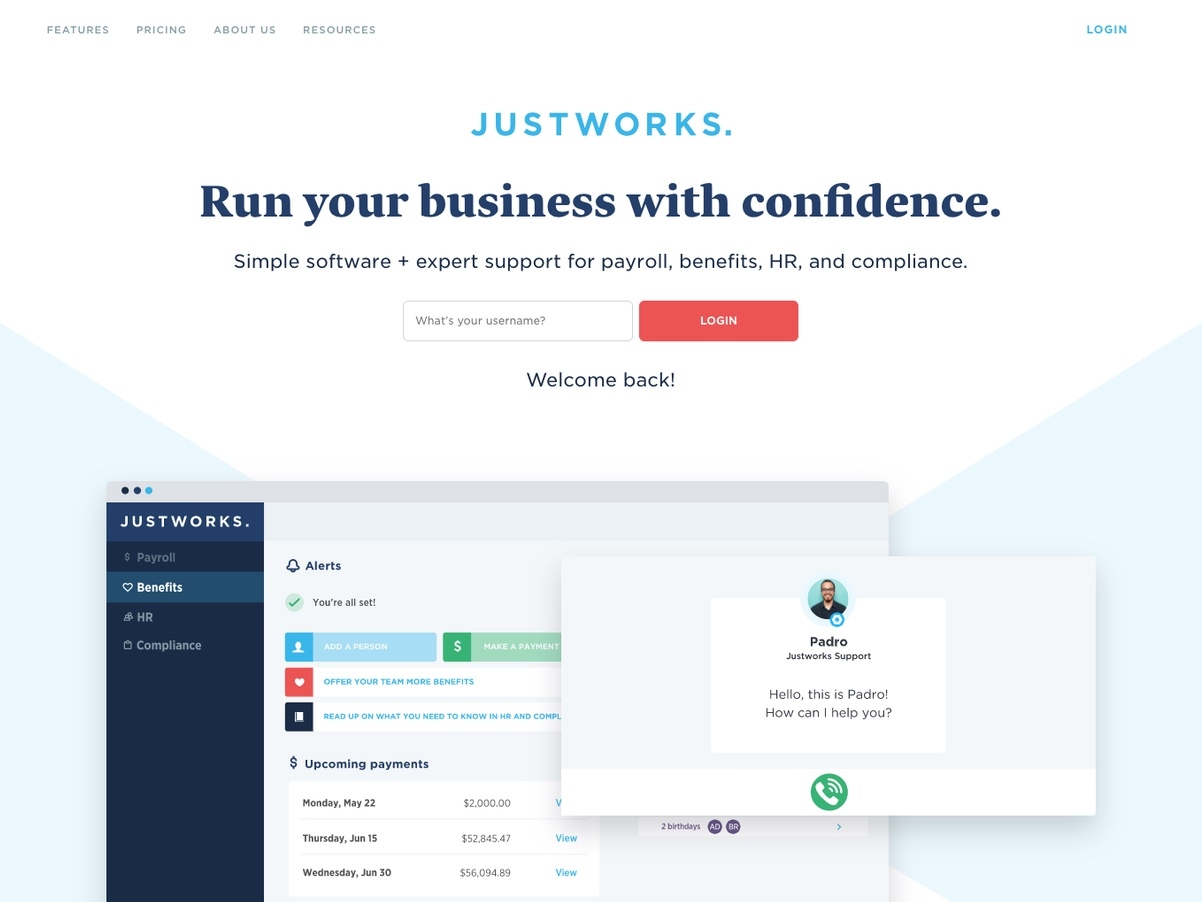 FEATURES PRICING ABOUT US RESOURCES LOGIN
JUSTWORKS.
Run your business with confidence.
Simple software + expert support for payroll, benefits, HR, and compliance.
What's your username? LOGIN
Welcome back!
JUSTWORKS.
Payroll
Benefits
HR
Compliance
Alerts
You're all set!
ADD A PERSON MAKE A PAYMENT
OFFER YOUR TEAM MORE BENEFITS
READ UP ON WHAT YOU NEED TO KNOW IN HR AND COMPL
Upcoming payments
Monday, May 22 $2,000.00 V
Thursday, Jun 15 $52,845.47 View
Wednesday, Jun 30 $56,094.89 View
Padro
Justworks Support
Hello, this is Padro!
How can I help you?
2 birthdays AD BR